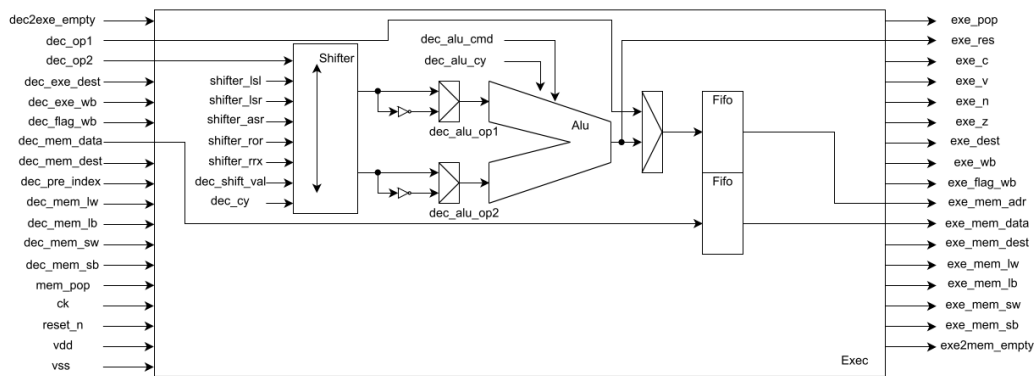 dec2exe_empty
dec_op1
dec_op2
dec_exe_dest
dec_exe_wb
dec_flag_wb
dec_mem_data
dec_mem_dest
dec_pre_index
dec_mem_lw
dec_mem_lb
dec_mem_sw
dec_mem_sb
mem_pop
ck
reset_n
vdd
vss
Shifter
shifter_lsl
shifter_lsr
shifter_asr
shifter_ror
shifter_rrx
dec_shift_val
dec_cy
dec_alu_cmd
dec_alu_cy
dec_alu_op1
dec_alu_op2
Alu
Fifo
Fifo
Exec
exe_pop
exe_res
exe_c
exe_v
exe_n
exe_z
exe_dest
exe_wb
exe_flag_wb
exe_mem_adr
exe_mem_data
exe_mem_dest
exe_mem_lw
exe_mem_lb
exe_mem_sw
exe_mem_sb
exe2mem_empty